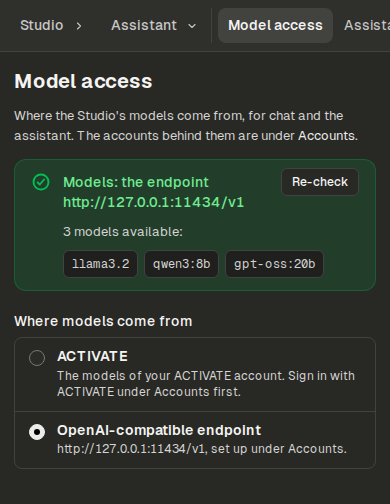 Studio
Assistant
Model access
Assista
Model access
Where the Studio's models come from, for chat and the
assistant. The accounts behind them are under Accounts.
Models: the endpoint
http://127.0.0.1:11434/v1
Re-check
3 models available:
llama3.2
qwen3:8b
gpt-oss:20b
Where models come from
ACTIVATE
The models of your ACTIVATE account. Sign in with
ACTIVATE under Accounts first.
OpenAI-compatible endpoint
http://127.0.0.1:11434/v1, set up under Accounts.